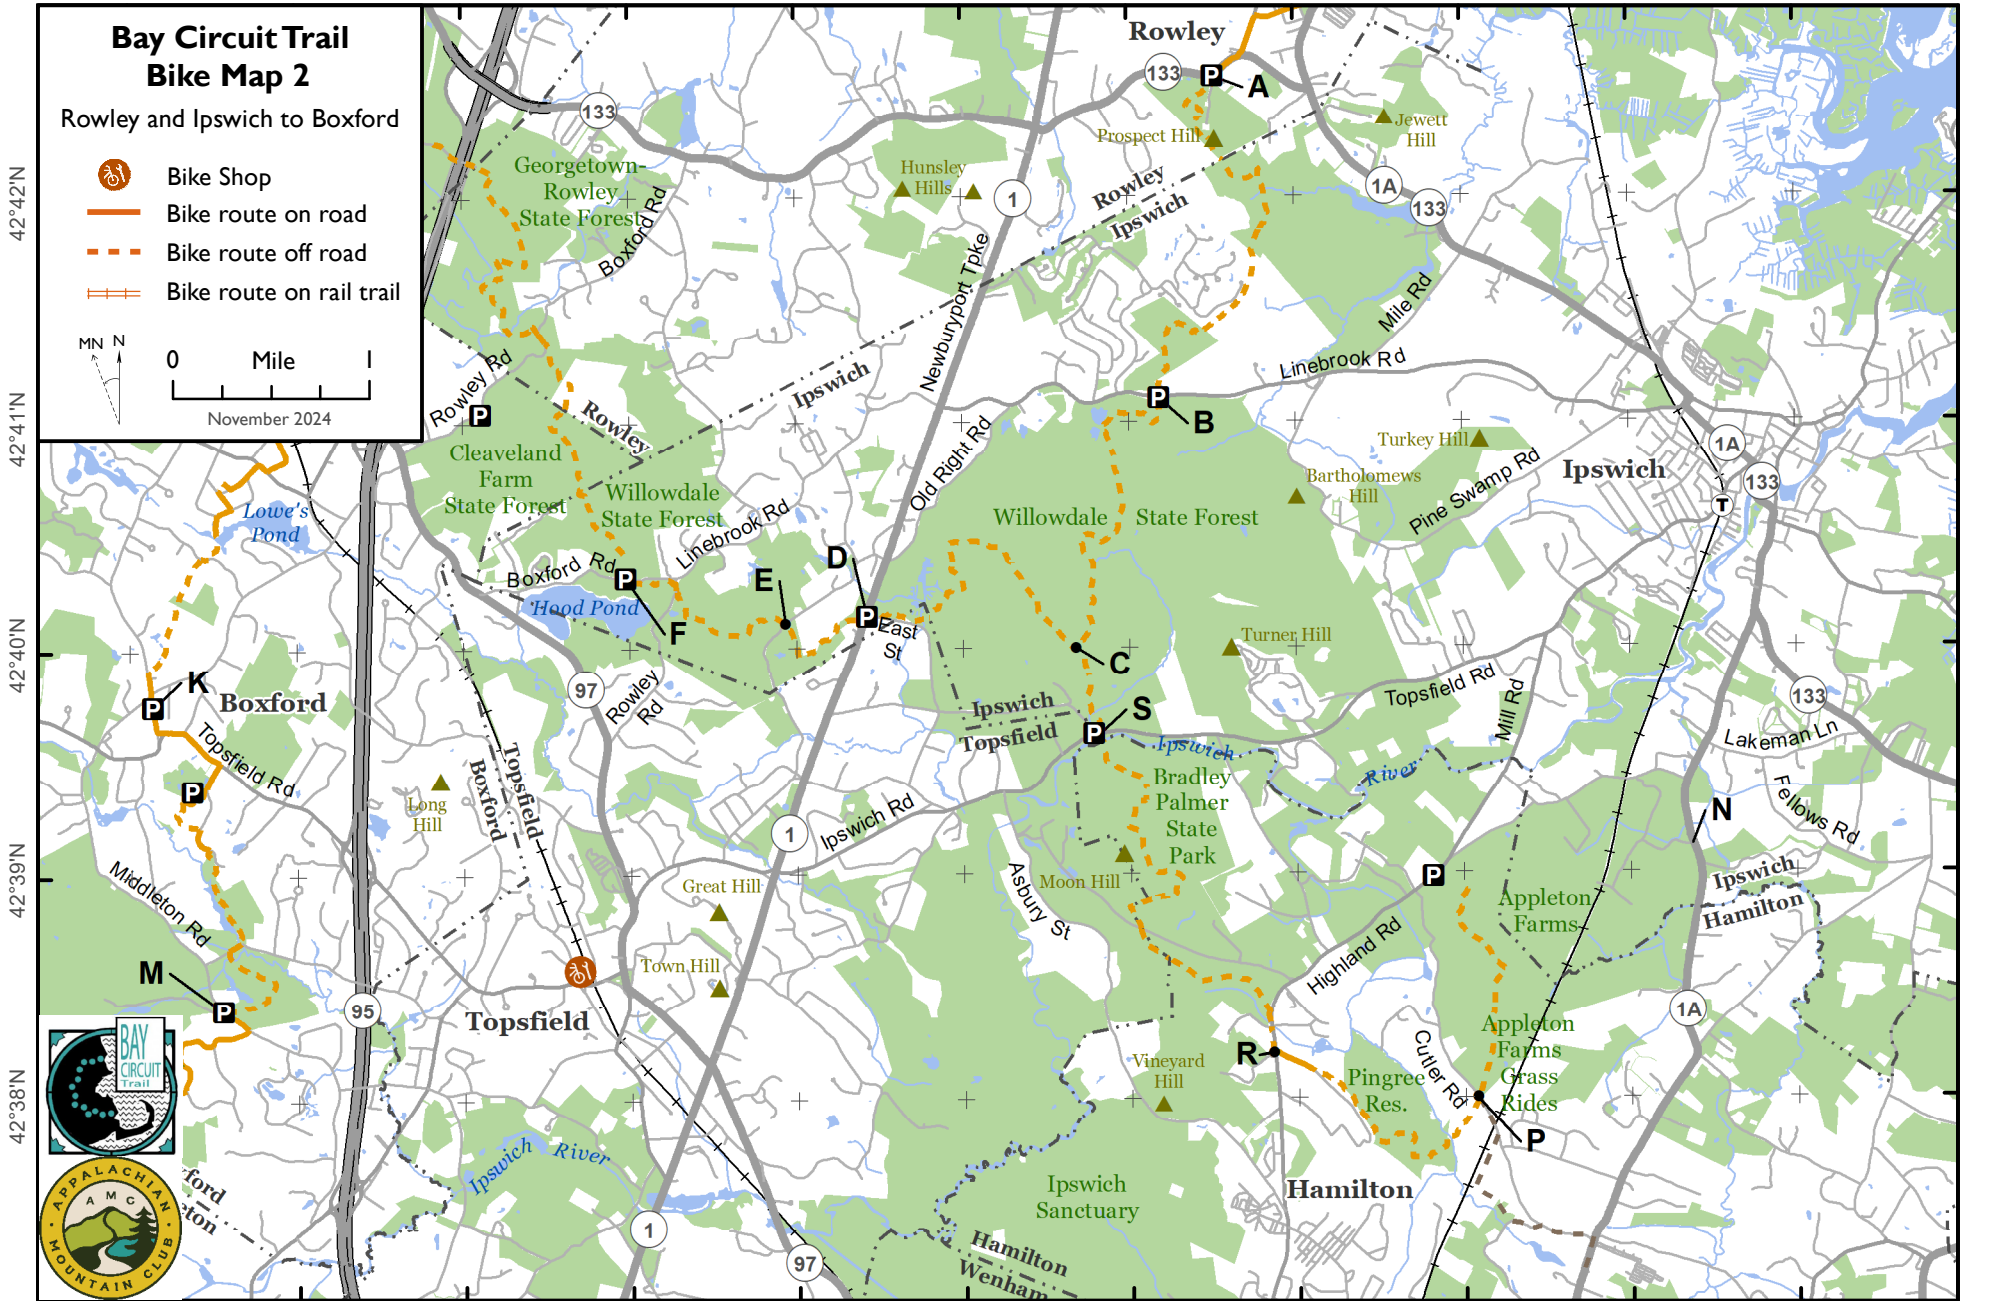 Bay Circuit Trail
Bike Map 2
Rowley and Ipswich to Boxford
Bike Shop
Bike route on road
Bike route off road
Bike route on rail trail
MN N
0 Mile 1
November 2024
42°42'N
42°41'N
42°40'N
42°39'N
42°38'N
Rowley
133
P
A
133
Prospect Hill
Jewett
Hill
Georgetown-
Rowley
State Forest
Hunsley
Hills
1
1A
133
Rowley
Ipswich
Boxford Rd
Newburyport Tpke
Mile Rd
Linebrook Rd
Rowley Rd
P
Ipswich
Rowley
P
B
Old Right Rd
Turkey Hill
1A
Cleaveland
Farm
State Forest
Willowdale
State Forest
Bartholomews
Hill
Pine Swamp Rd
Ipswich
133
T
Lowe's
Pond
Linebrook Rd
Willowdale State Forest
Boxford Rd
P
Hood Pond
F
E
D
P
East
St
Turner Hill
C
K
P
Boxford
97
Rowley
Rd
Ipswich
Topsfield
S
P
Topsfield Rd
Mill Rd
133
Lakeman Ln
Topsfield Rd
P
Topsfield
Boxford
Ipswich
River
Long
Hill
1
Ipswich Rd
Bradley
Palmer
State
Park
N
Fellows Rd
Middleton Rd
Great Hill
Moon Hill
Asbury St
P
Appleton
Farms
Ipswich
Hamilton
M
P
Town Hill
Highland Rd
95
Topsfield
1A
Appleton
Farms
Grass
Rides
R
Vineyard
Hill
Pingree
Res.
Cutler Rd
P
BAY
CIRCUIT
Trail
Ipswich River
APPALACHIAN
AMC
MOUNTAIN CLUB
ford
eton
Ipswich
Sanctuary
Hamilton
1
97
Hamilton
Wenham